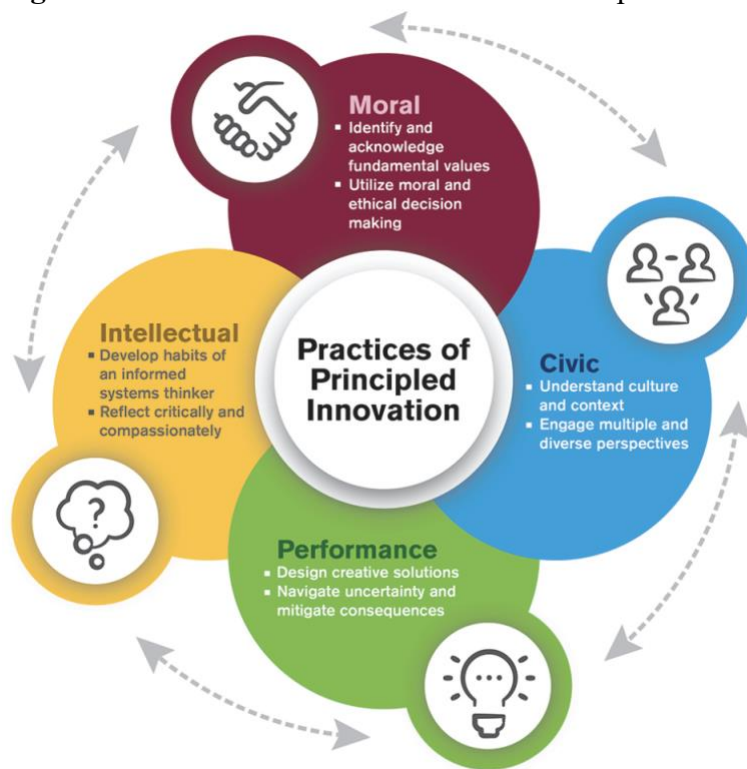 Moral
▪ Identify and
acknowledge
fundamental values
▪ Utilize moral and
ethical decision
making
Civic
▪ Understand culture
and context
▪ Engage multiple and
diverse perspectives
Practices of
Principled
Innovation
Intellectual
▪ Develop habits of
an informed
systems thinker
▪ Reflect critically and
compassionately
?
Performance
▪ Design creative solutions
▪ Navigate uncertainty and
mitigate consequences